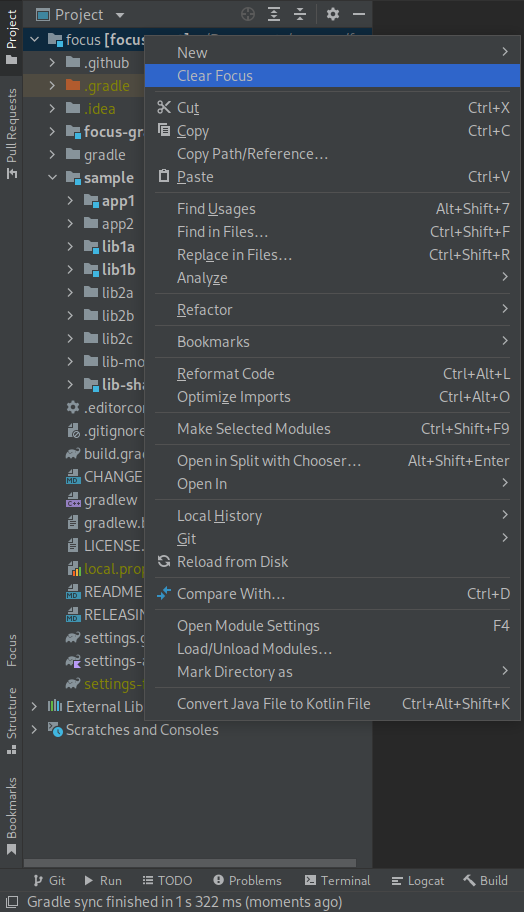 Project
focus [focus
.github
.gradle
.idea
focus-gr
gradle
sample
app1
app2
lib1a
lib1b
lib2a
lib2b
lib2c
lib-mo
lib-sha
.editorcon
.gitignore
build.grad
CHANGE
gradlew
gradlew.b
LICENSE.
local.prop
README
RELEASIN
settings.g
settings-a
settings-
External Lib
Scratches and Consoles
New
Clear Focus
Cut Ctrl+X
Copy Ctrl+C
Copy Path/Reference...
Paste Ctrl+V
Find Usages Alt+Shift+7
Find in Files... Ctrl+Shift+F
Replace in Files... Ctrl+Shift+R
Analyze
Refactor
Bookmarks
Reformat Code Ctrl+Alt+L
Optimize Imports Ctrl+Alt+O
Make Selected Modules Ctrl+Shift+F9
Open in Split with Chooser... Alt+Shift+Enter
Open In
Local History
Git
Reload from Disk
Compare With... Ctrl+D
Open Module Settings F4
Load/Unload Modules...
Mark Directory as
Convert Java File to Kotlin File Ctrl+Alt+Shift+K
Project
Pull Requests
Focus
Structure
Bookmarks
Git Run TODO Problems Terminal Logcat Build
Gradle sync finished in 1 s 322 ms (moments ago)